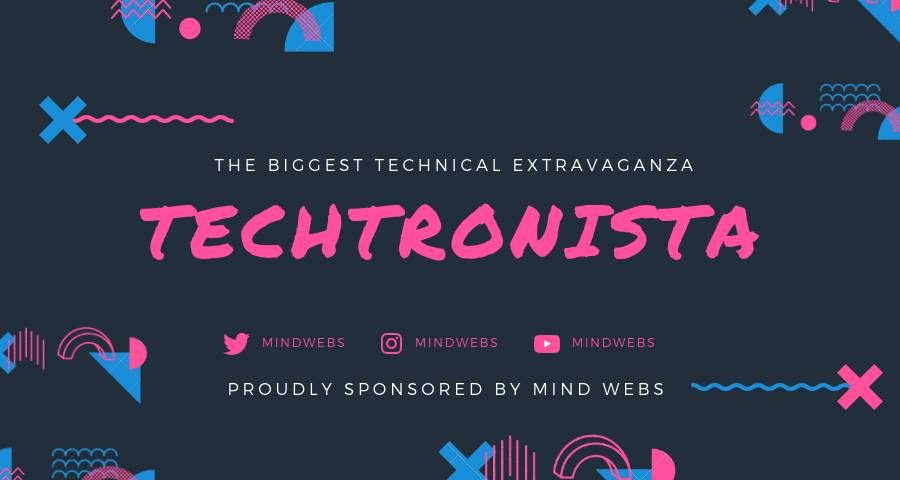 THE BIGGEST TECHNICAL EXTRAVAGANZA
TECHTRONISTA
MINDWEBS MINDWEBS MINDWEBS
PROUDLY SPONSORED BY MIND WEBS